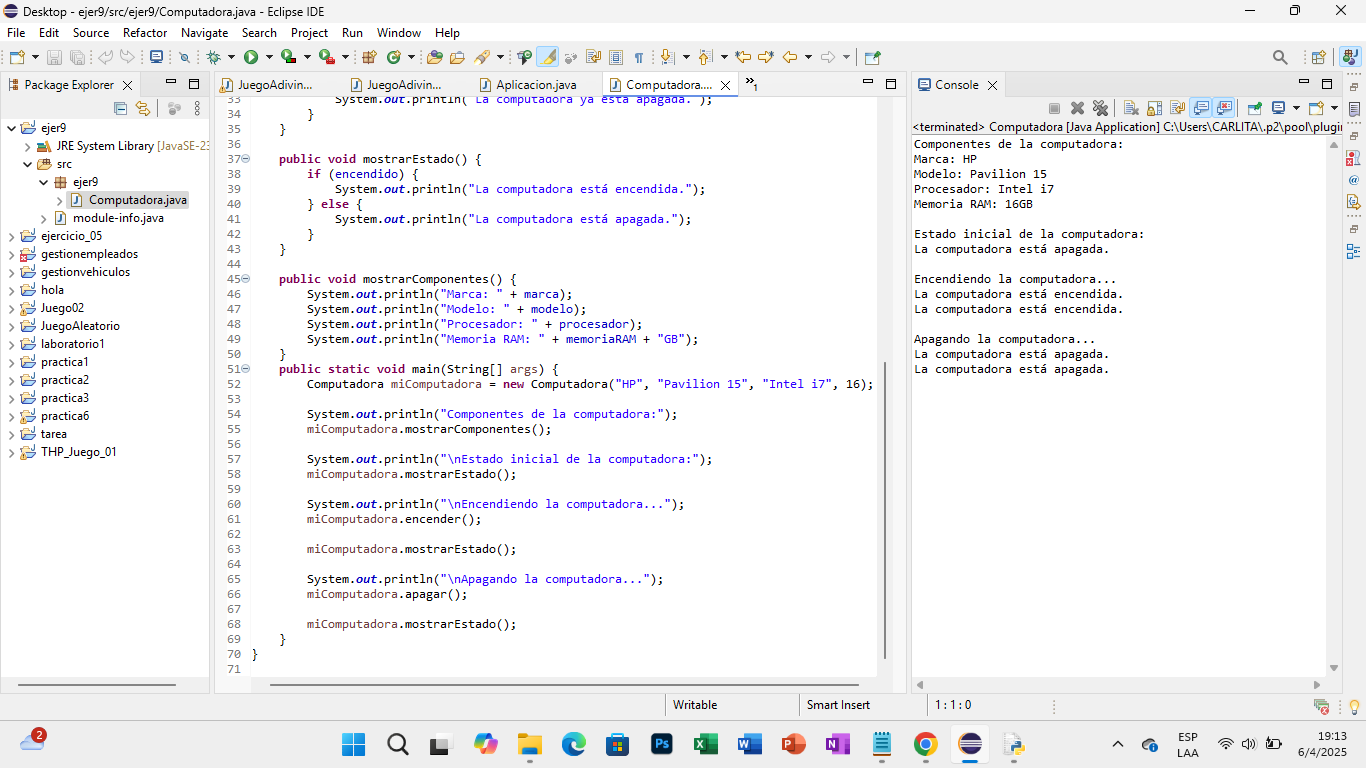 Desktop - ejer9/src/ejer9/Computadora.java - Eclipse IDE
File Edit Source Refactor Navigate Search Project Run Window Help
Package Explorer
ejer9
JRE System Library [JavaSE-23
src
ejer9
Computadora.java
module-info.java
ejercicio_05
gestionempleados
gestionvehiculos
hola
Juego02
JuegoAleatorio
laboratorio1
practica1
practica2
practica3
practica6
tarea
THP_Juego_01
JuegoAdivin... JuegoAdivin... Aplicacion.java Computadora.... »1
33 System.out.println("La computadora ya está apagada.");
34 }
35 }
36
37 public void mostrarEstado() {
38 if (encendido) {
39 System.out.println("La computadora está encendida.");
40 } else {
41 System.out.println("La computadora está apagada.");
42 }
43 }
44
45 public void mostrarComponentes() {
46 System.out.println("Marca: " + marca);
47 System.out.println("Modelo: " + modelo);
48 System.out.println("Procesador: " + procesador);
49 System.out.println("Memoria RAM: " + memoriaRAM + "GB");
50 }
51 public static void main(String[] args) {
52 Computadora miComputadora = new Computadora("HP", "Pavilion 15", "Intel i7", 16);
53
54 System.out.println("Componentes de la computadora:");
55 miComputadora.mostrarComponentes();
56
57 System.out.println("\nEstado inicial de la computadora:");
58 miComputadora.mostrarEstado();
59
60 System.out.println("\nEncendiendo la computadora...");
61 miComputadora.encender();
62
63 miComputadora.mostrarEstado();
64
65 System.out.println("\nApagando la computadora...");
66 miComputadora.apagar();
67
68 miComputadora.mostrarEstado();
69 }
70 }
71
Console
<terminated> Computadora [Java Application] C:\Users\CARLITA\.p2\pool\plugin
Componentes de la computadora:
Marca: HP
Modelo: Pavilion 15
Procesador: Intel i7
Memoria RAM: 16GB
Estado inicial de la computadora:
La computadora está apagada.
Encendiendo la computadora...
La computadora está encendida.
La computadora está encendida.
Apagando la computadora...
La computadora está apagada.
La computadora está apagada.
Writable Smart Insert 1 : 1 : 0
2
ESP
LAA
19:13
6/4/2025